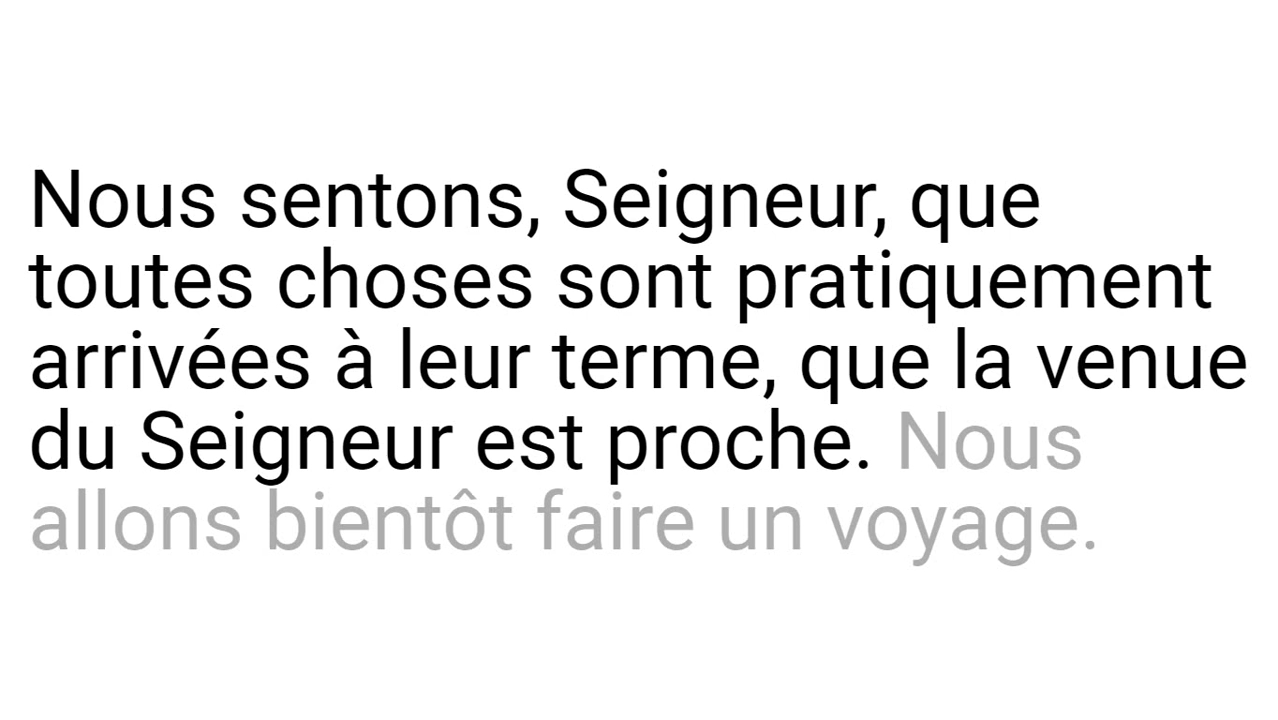 Nous sentons, Seigneur, que
toutes choses sont pratiquement
arrivées à leur terme, que la venue
du Seigneur est proche. Nous
allons bientôt faire un voyage.